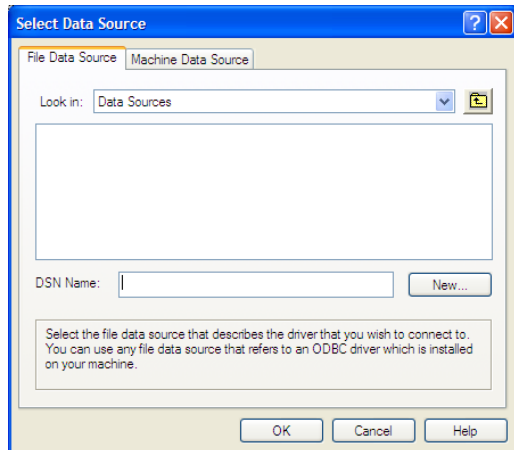 Select Data Source
File Data Source Machine Data Source
Look in: Data Sources
DSN Name: New...
Select the file data source that describes the driver that you wish to connect to.
You can use any file data source that refers to an ODBC driver which is installed
on your machine.
OK Cancel Help